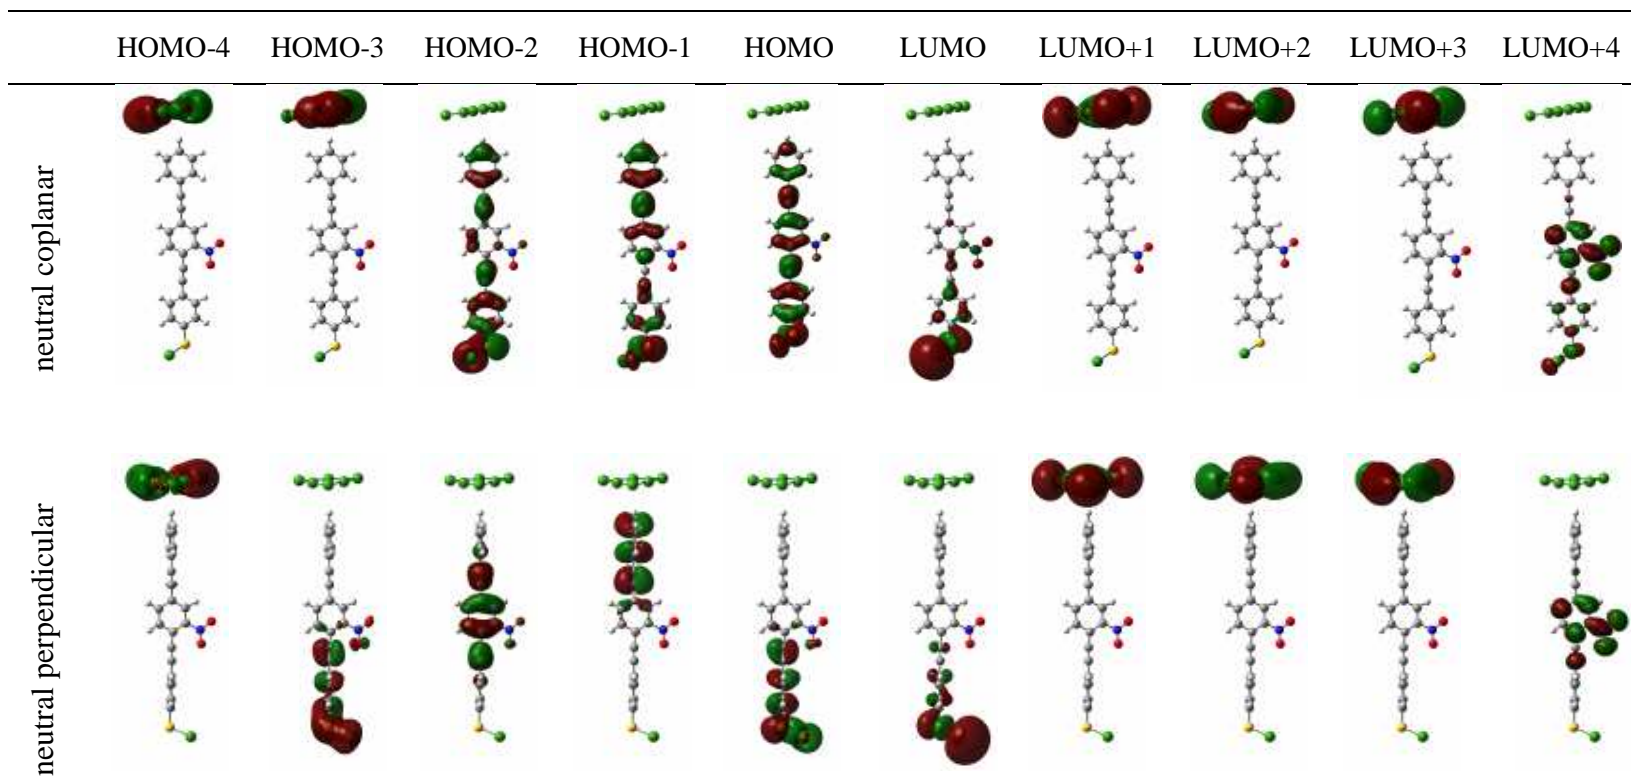 HOMO-4 HOMO-3 HOMO-2 HOMO-1 HOMO LUMO LUMO+1 LUMO+2 LUMO+3 LUMO+4
neutral coplanar
neutral perpendicular